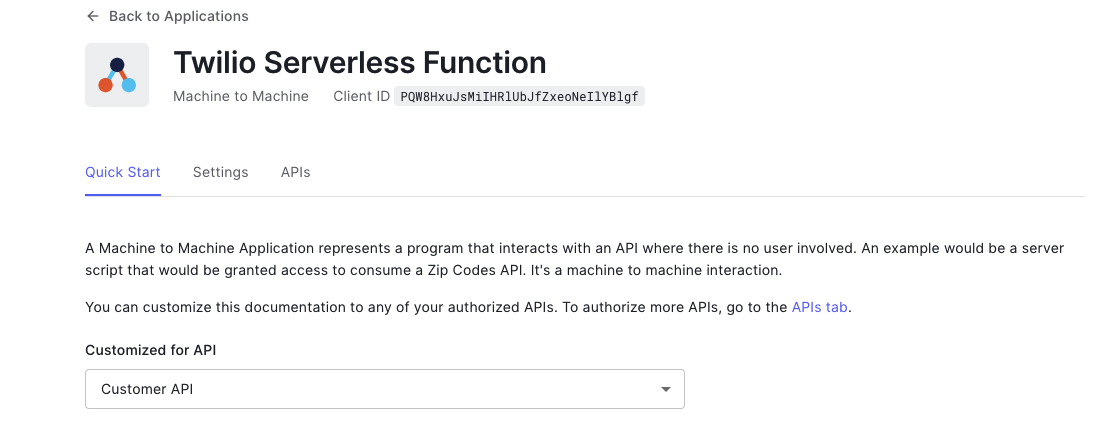 Back to Applications
Twilio Serverless Function
Machine to Machine Client ID PQW8HxuJsMiIHRlUbJfZxeoNeIlYBlgf
Quick Start Settings APIs
A Machine to Machine Application represents a program that interacts with an API where there is no user involved. An example would be a server
script that would be granted access to consume a Zip Codes API. It's a machine to machine interaction.
You can customize this documentation to any of your authorized APIs. To authorize more APIs, go to the APIs tab.
Customized for API
Customer API